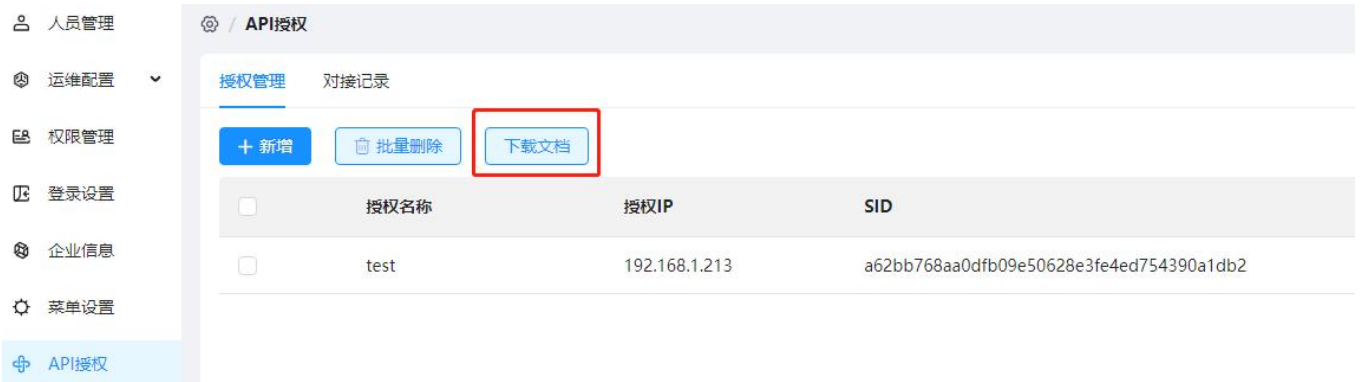 人员管理
API授权
运维配置
授权管理 对接记录
权限管理
新增 批量删除 下载文档
登录设置
授权名称 授权IP SID
企业信息
test 192.168.1.213 a62bb768aa0dfb09e50628e3fe4ed754390a1db2
菜单设置
API授权